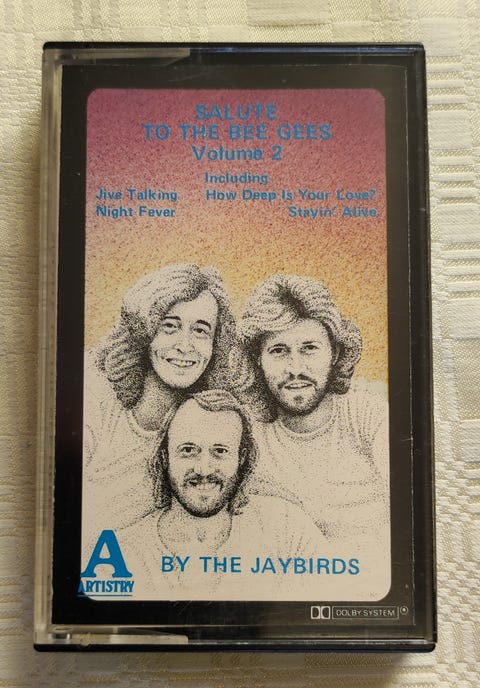 SALUTE
TO THE BEE GEES
Volume 2
Including
Jive Talking How Deep Is Your Love?
Night Fever Stayin' Alive
A
ARTISTRY
BY THE JAYBIRDS
DOLBY SYSTEM ®